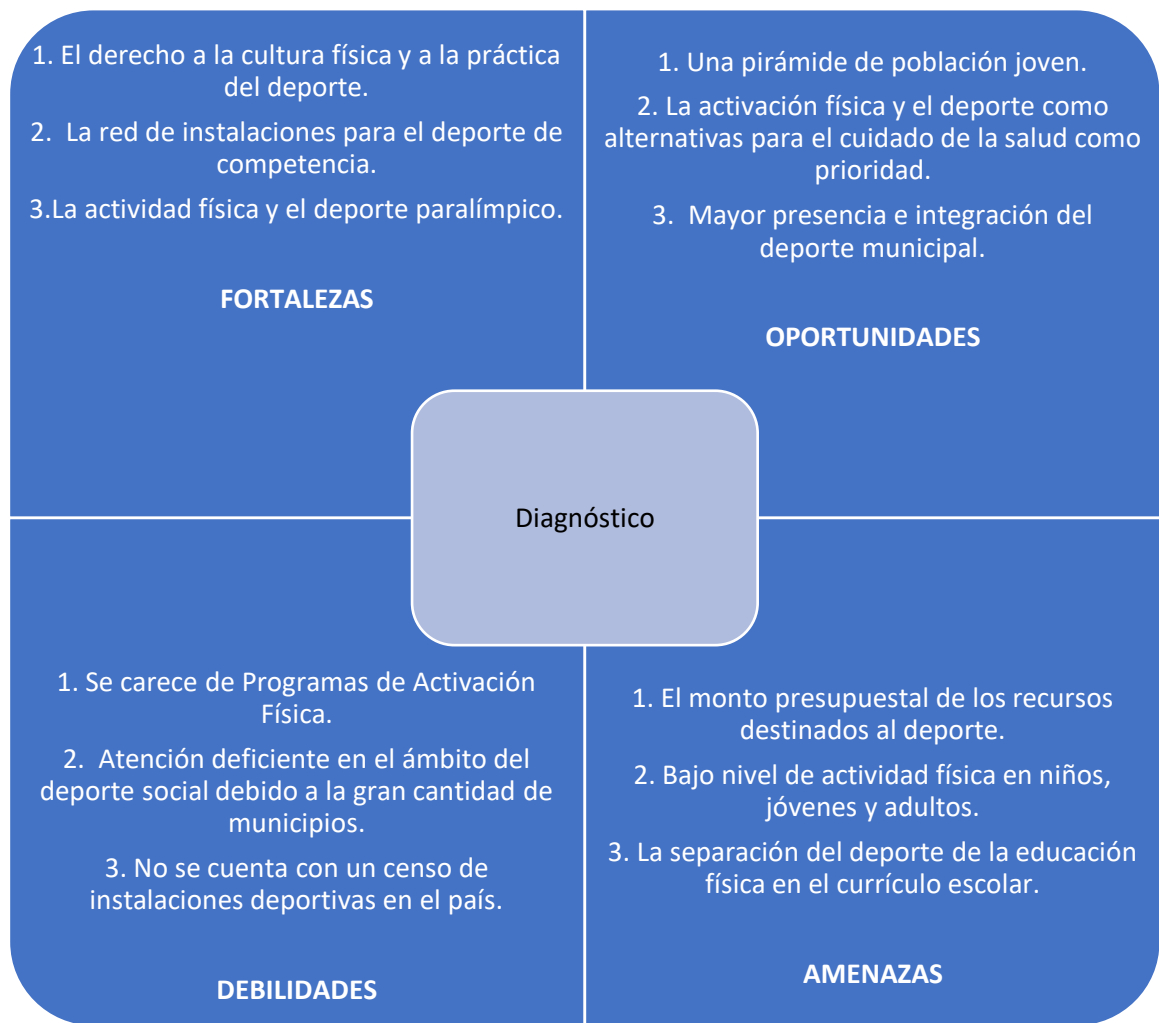 1. El derecho a la cultura física y a la práctica
del deporte.
2. La red de instalaciones para el deporte de
competencia.
3.La actividad física y el deporte paralímpico.
FORTALEZAS
1. Una pirámide de población joven.
2. La activación física y el deporte como
alternativas para el cuidado de la salud como
prioridad.
3. Mayor presencia e integración del
deporte municipal.
OPORTUNIDADES
Diagnóstico
1. Se carece de Programas de Activación
Física.
2. Atención deficiente en el ámbito del
deporte social debido a la gran cantidad de
municipios.
3. No se cuenta con un censo de
instalaciones deportivas en el país.
DEBILIDADES
1. El monto presupuestal de los recursos
destinados al deporte.
2. Bajo nivel de actividad física en niños,
jóvenes y adultos.
3. La separación del deporte de la educación
física en el currículo escolar.
AMENAZAS